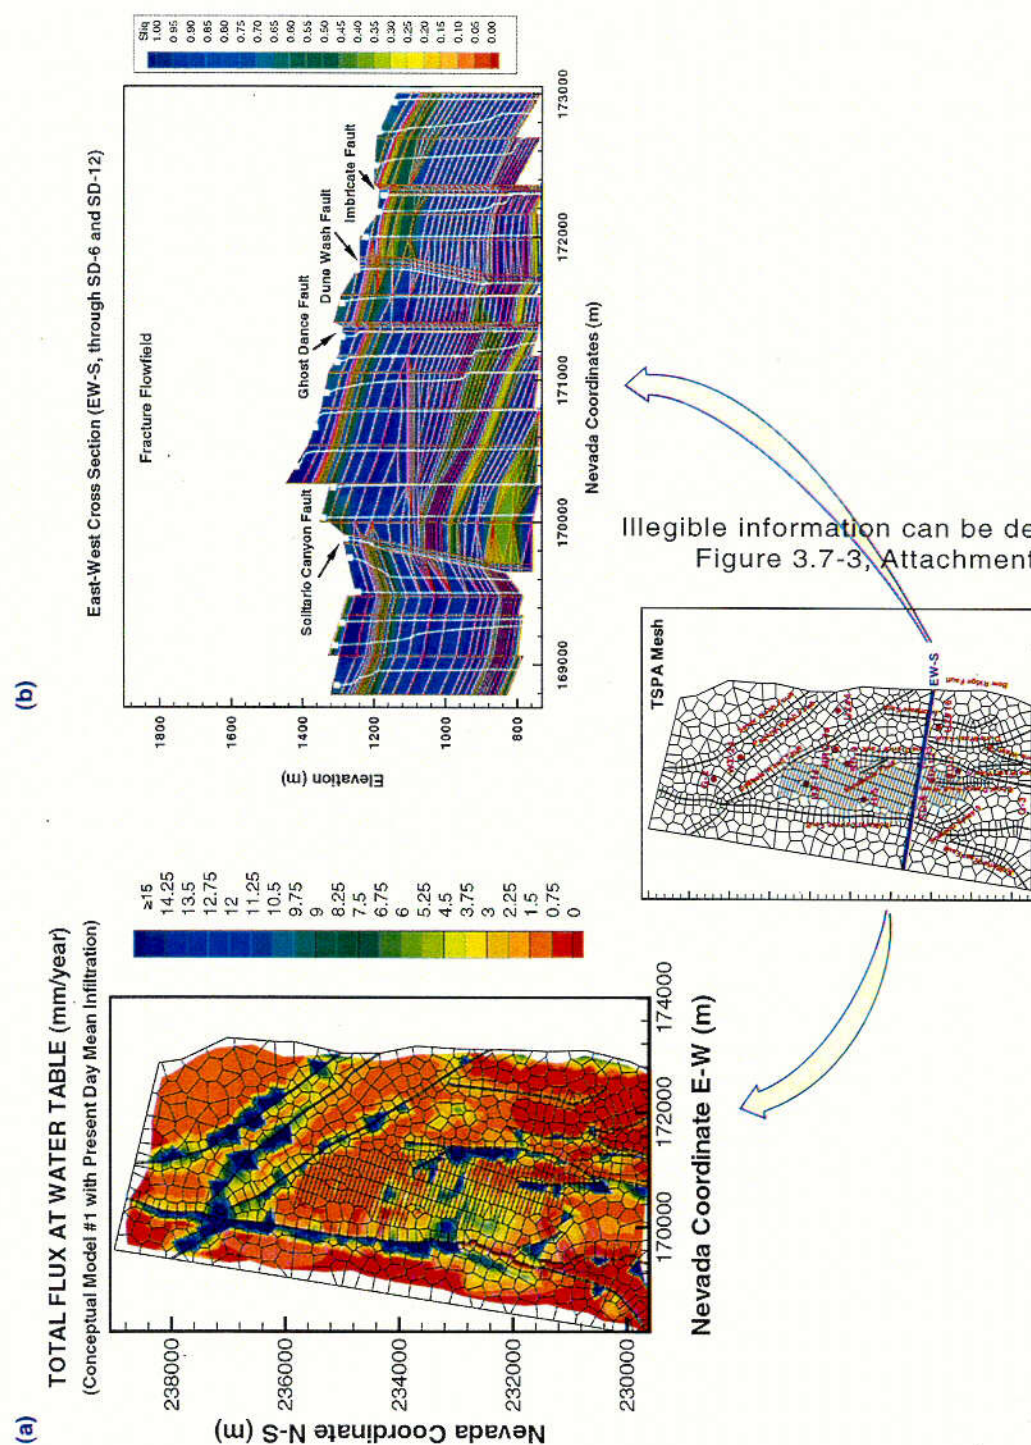 (a)
TOTAL FLUX AT WATER TABLE (mm/year)
(Conceptual Model #1 with Present Day Mean Infiltration)
Nevada Coordinate N-S (m)
238000
236000
234000
232000
230000
170000
172000
174000
Nevada Coordinate E-W (m)
≥15
14.25
13.5
12.75
12
11.25
10.5
9.75
9
8.25
7.5
6.75
6
5.25
4.5
3.75
3
2.25
1.5
0.75
0
(b)
East-West Cross Section (EW-S, through SD-6 and SD-12)
Fracture Flowfield
Solitario Canyon Fault
Ghost Dance Fault
Dune Wash Fault
Imbricate Fault
Elevation (m)
1800
1600
1400
1200
1000
800
169000
170000
171000
172000
173000
Nevada Coordinates (m)
Sliq
1.00
0.95
0.90
0.85
0.80
0.75
0.70
0.65
0.60
0.55
0.50
0.45
0.40
0.35
0.30
0.25
0.20
0.15
0.10
0.05
0.00
Illegible information can be de
Figure 3.7-3, Attachment
TSPA Mesh
EW-S
Bow Ridge Fault
G-3